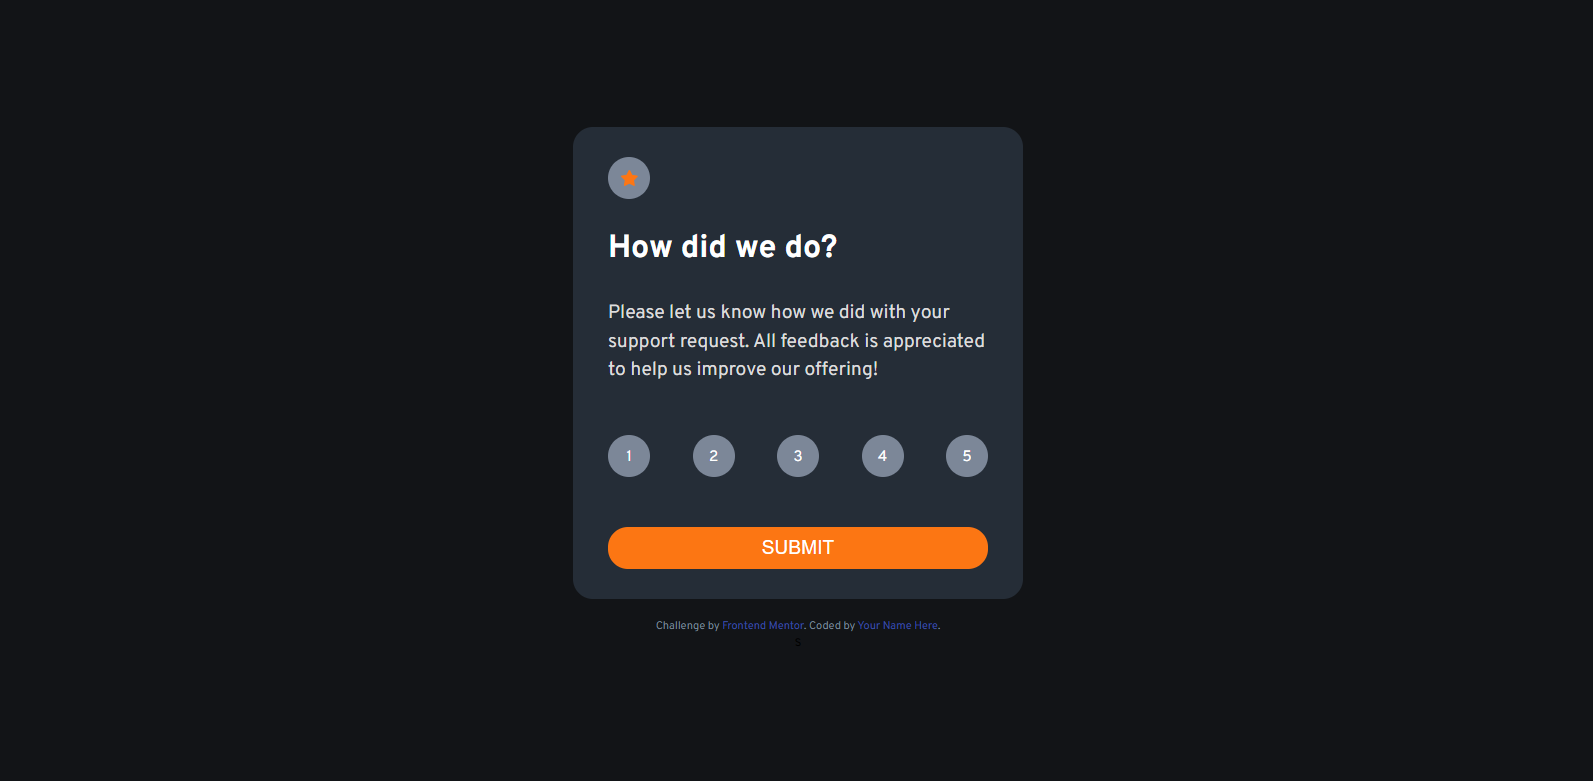 How did we do?
Please let us know how we did with your
support request. All feedback is appreciated
to help us improve our offering!
1 2 3 4 5
SUBMIT
Challenge by Frontend Mentor. Coded by Your Name Here.
$